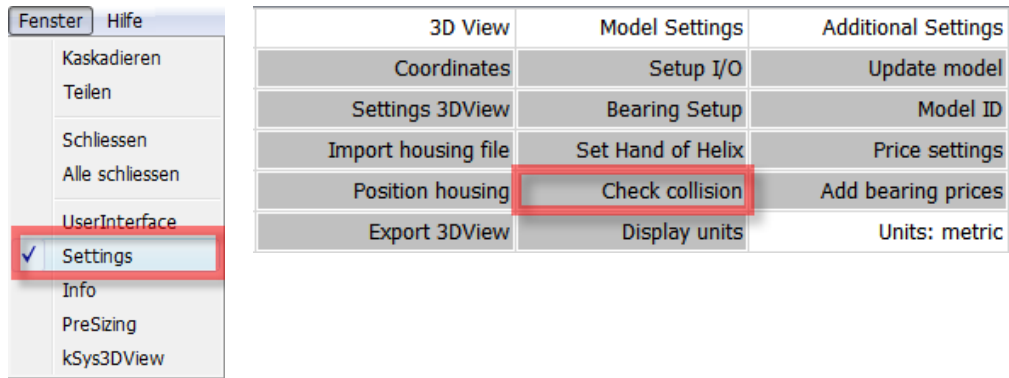 Fenster Hilfe
Kaskadieren
Teilen
Schliessen
Alle schliessen
UserInterface
Settings
Info
PreSizing
kSys3DView
3D View Model Settings Additional Settings
Coordinates Setup I/O Update model
Settings 3DView Bearing Setup Model ID
Import housing file Set Hand of Helix Price settings
Position housing Check collision Add bearing prices
Export 3DView Display units Units: metric